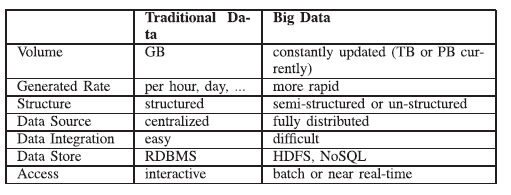 Traditional Da- Big Data
ta
Volume GB constantly updated (TB or PB cur-
rently)
Generated Rate per hour, day, ... more rapid
Structure structured semi-structured or un-structured
Data Source centralized fully distributed
Data Integration easy difficult
Data Store RDBMS HDFS, NoSQL
Access interactive batch or near real-time